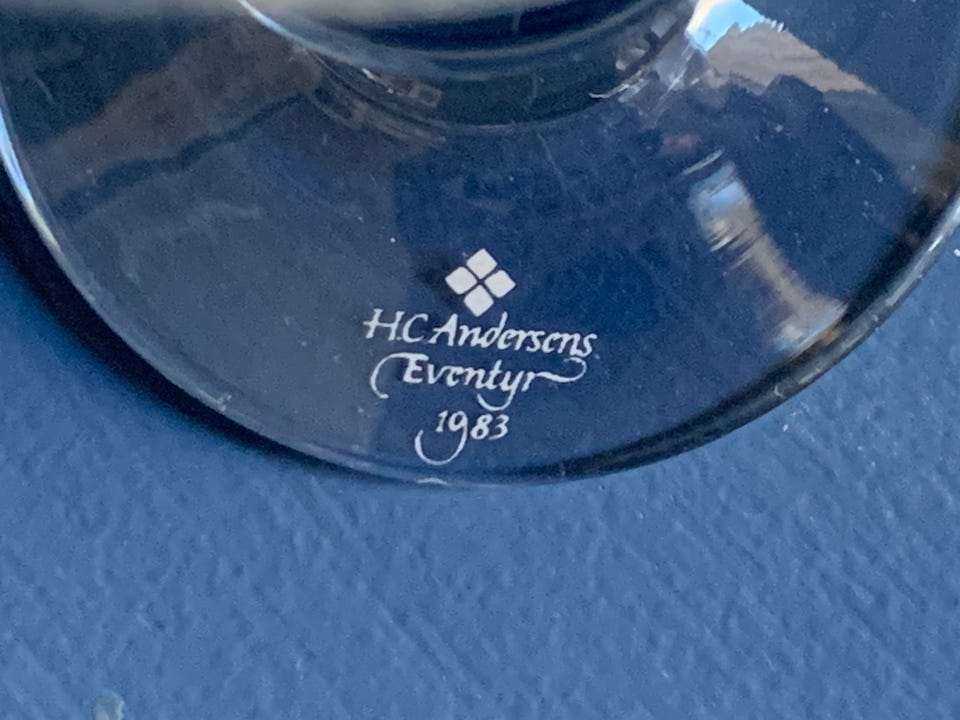 H.C Andersens
Eventyr
1983